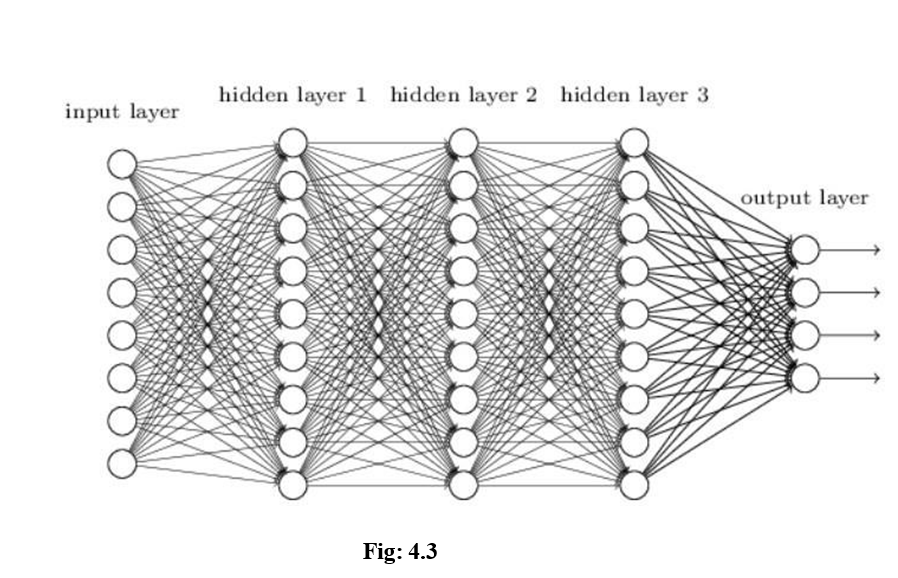 hidden layer 1 hidden layer 2 hidden layer 3
input layer
output layer
Fig: 4.3